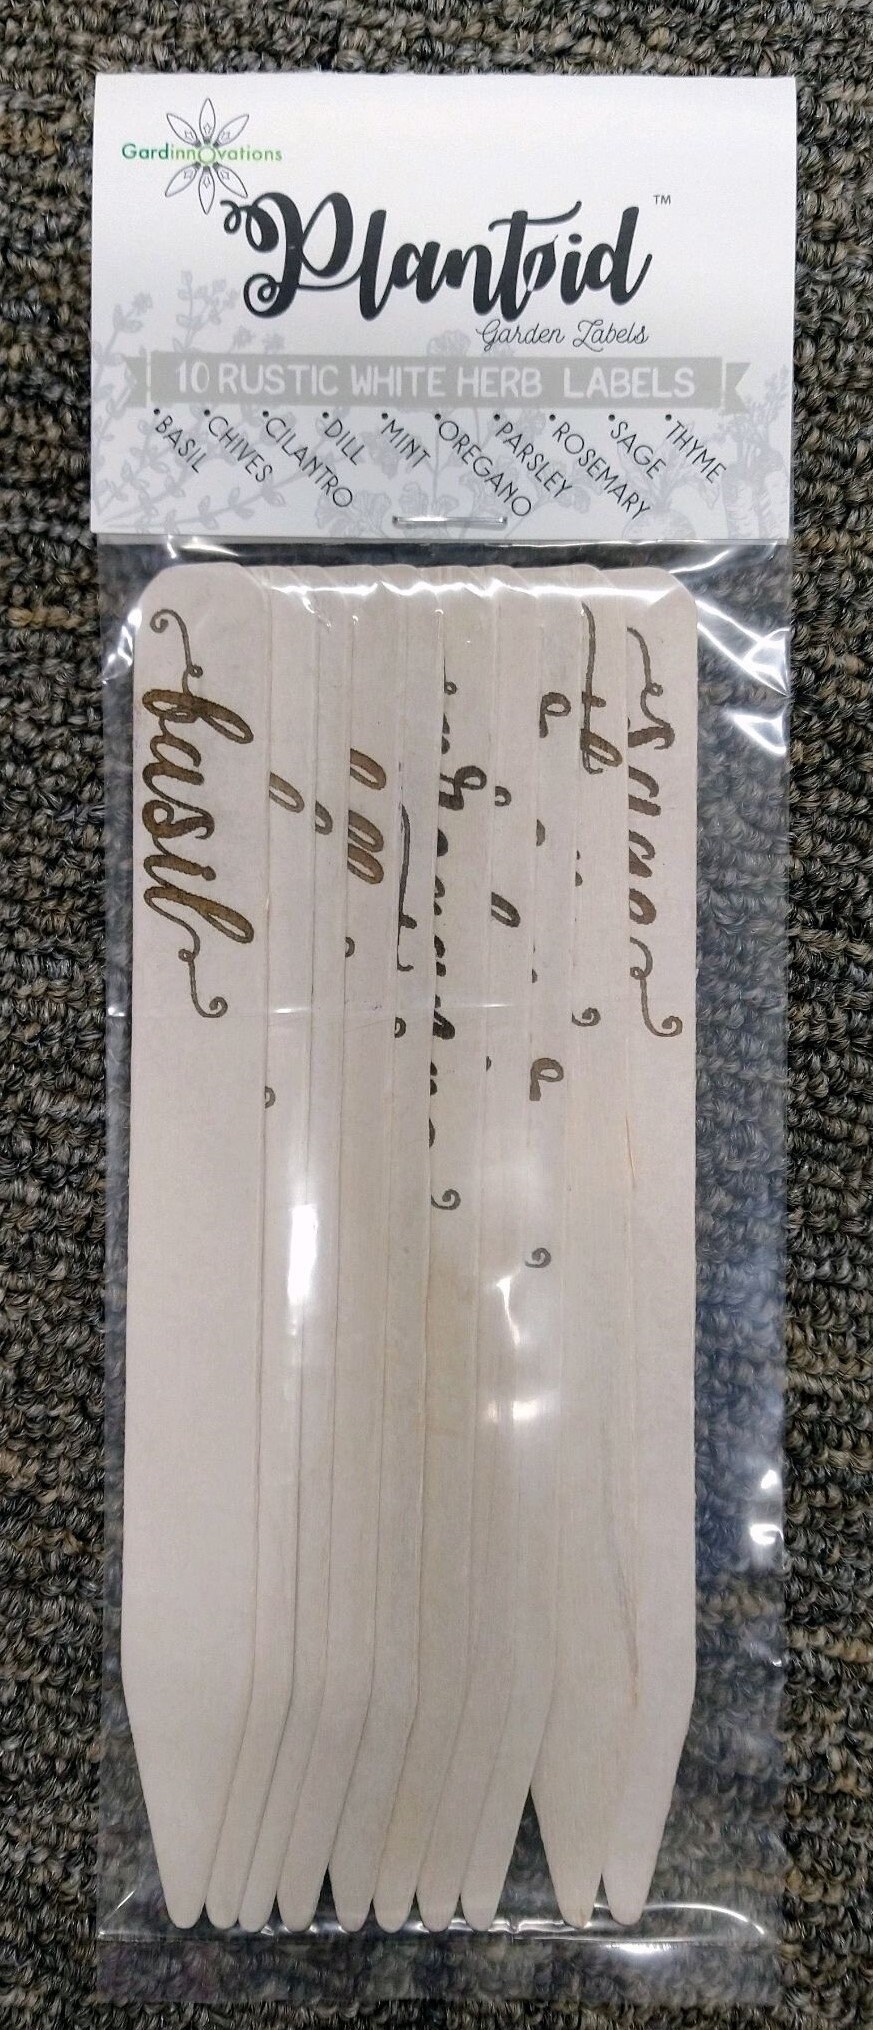 Gardinnovations
Plantoid™
Garden Labels
10 RUSTIC WHITE HERB LABELS
•BASIL
•CHIVES
•CILANTRO
•DILL
•MINT
•OREGANO
•PARSLEY
•ROSEMARY
•SAGE
•THYME
basil